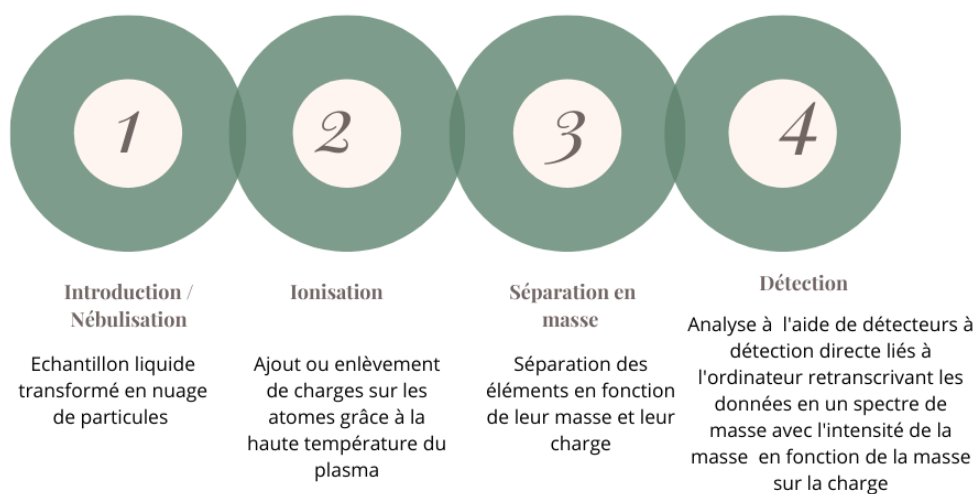 1
2
3
4
Introduction /
Nébulisation
Echantillon liquide
transformé en nuage
de particules
Ionisation
Ajout ou enlèvement
de charges sur les
atomes grâce à la
haute température du
plasma
Séparation en
masse
Séparation des
éléments en fonction
de leur masse et leur
charge
Détection
Analyse à l'aide de détecteurs à
détection directe liés à
l'ordinateur retranscrivant les
données en un spectre de
masse avec l'intensité de la
masse en fonction de la masse
sur la charge